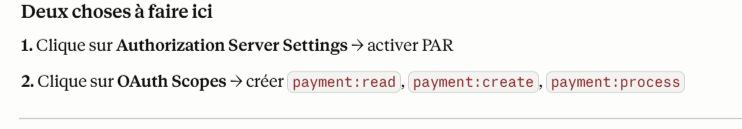 Deux choses à faire ici
1. Clique sur Authorization Server Settings → activer PAR
2. Clique sur OAuth Scopes → créer payment:read, payment:create, payment:process